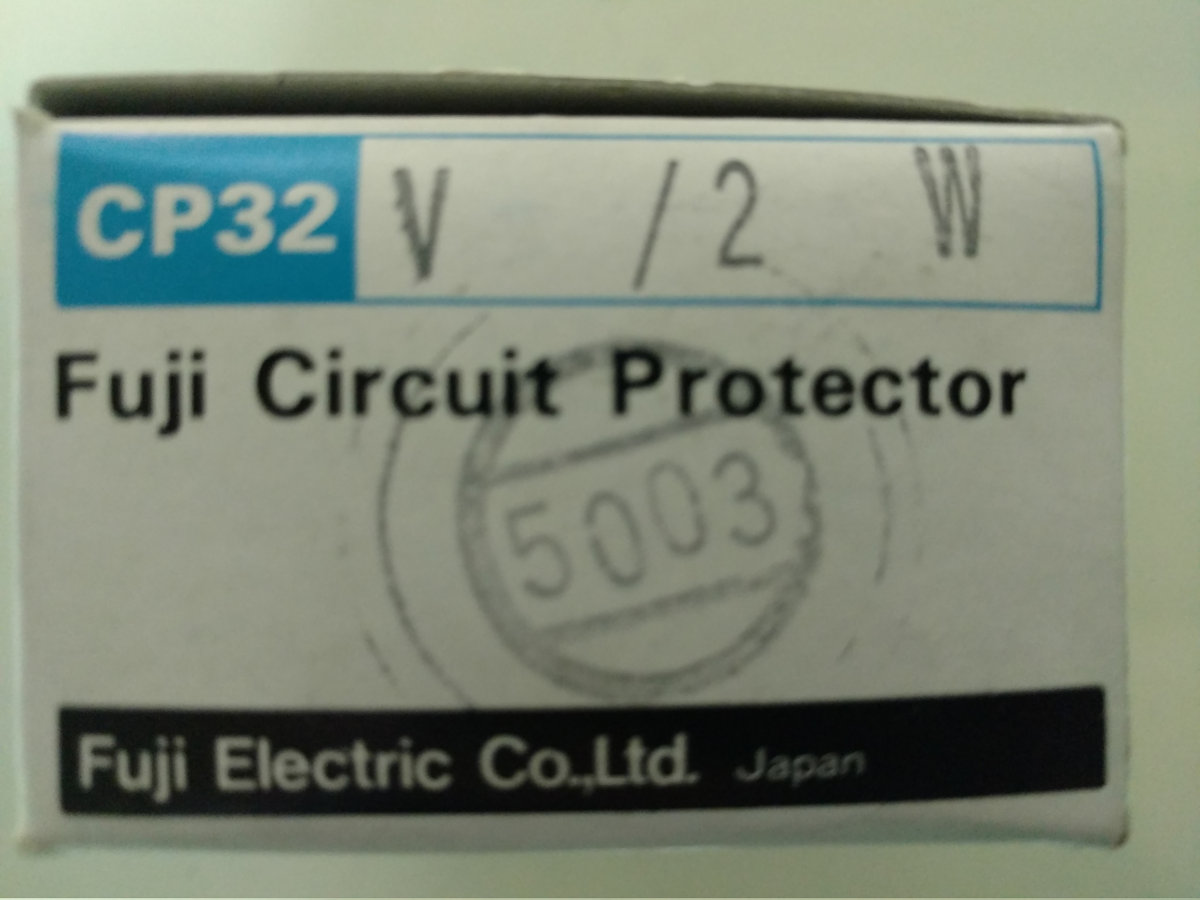 CP32 V /2 W
Fuji Circuit Protector
5003
Fuji Electric Co.,Ltd. Japan